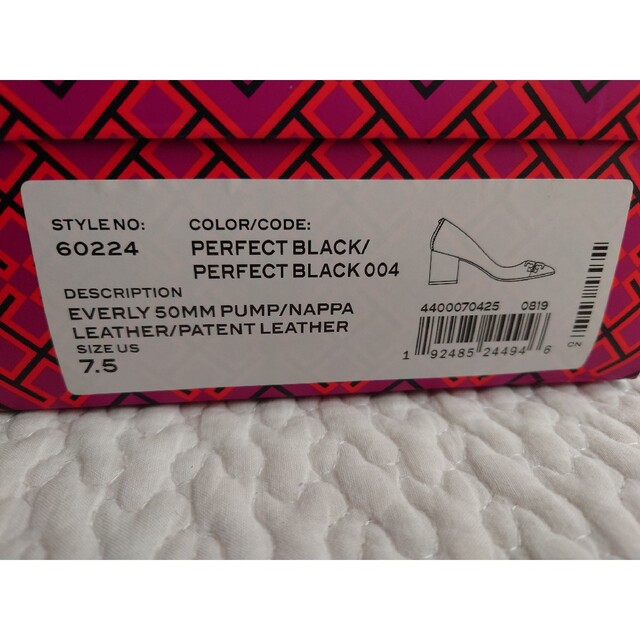 STYLE NO:
60224
COLOR/CODE:
PERFECT BLACK/
PERFECT BLACK 004
DESCRIPTION
EVERLY 50MM PUMP/NAPPA
LEATHER/PATENT LEATHER
SIZE US
7.5
4400070425 0819
1 92485 24494 6
CN